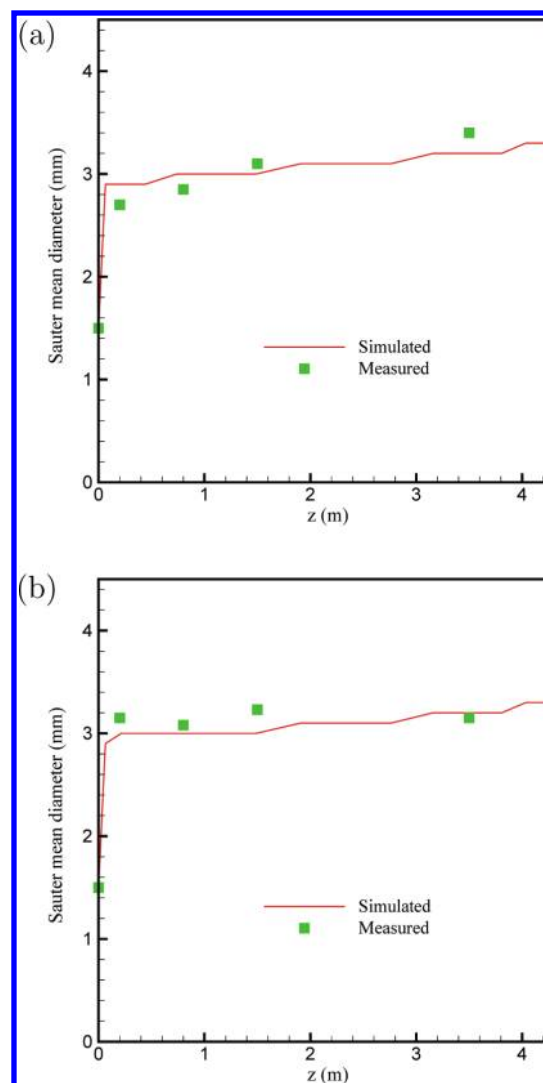 (a)
4
3
2
1
0
Sauter mean diameter (mm)
Simulated
Measured
0 1 2 3 4
z (m)
(b)
4
3
2
1
0
Sauter mean diameter (mm)
Simulated
Measured
0 1 2 3 4
z (m)